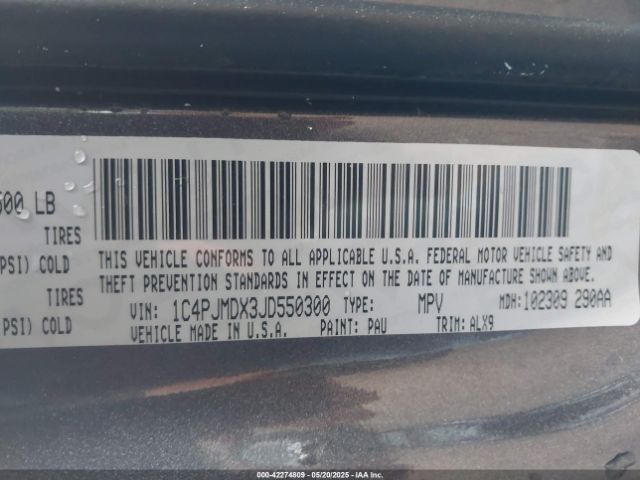 500 LB
TIRES
PSI) COLD
TIRES
PSI) COLD
THIS VEHICLE CONFORMS TO ALL APPLICABLE U.S.A. FEDERAL MOTOR VEHICLE SAFETY AND
THEFT PREVENTION STANDARDS IN EFFECT ON THE DATE OF MANUFACTURE SHOWN ABOVE.
VIN: 1C4PJMDX3JD550300 TYPE: MPV MDH: 102309 290AA
VEHICLE MADE IN U.S.A. PAINT: PAU TRIM: ALX9
000-42274809 | 05/20/2025 - IAA Inc.